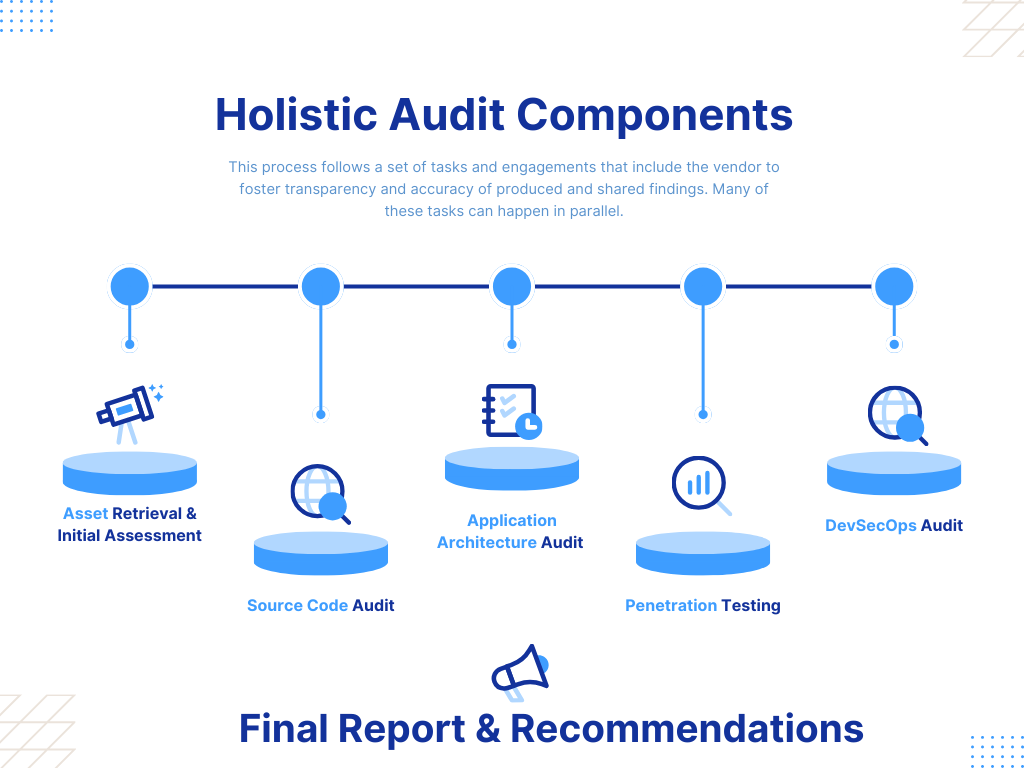 Holistic Audit Components
This process follows a set of tasks and engagements that include the vendor to
foster transparency and accuracy of produced and shared findings. Many of
these tasks can happen in parallel.
Asset Retrieval &
Initial Assessment
Source Code Audit
Application
Architecture Audit
Penetration Testing
DevSecOps Audit
Final Report & Recommendations